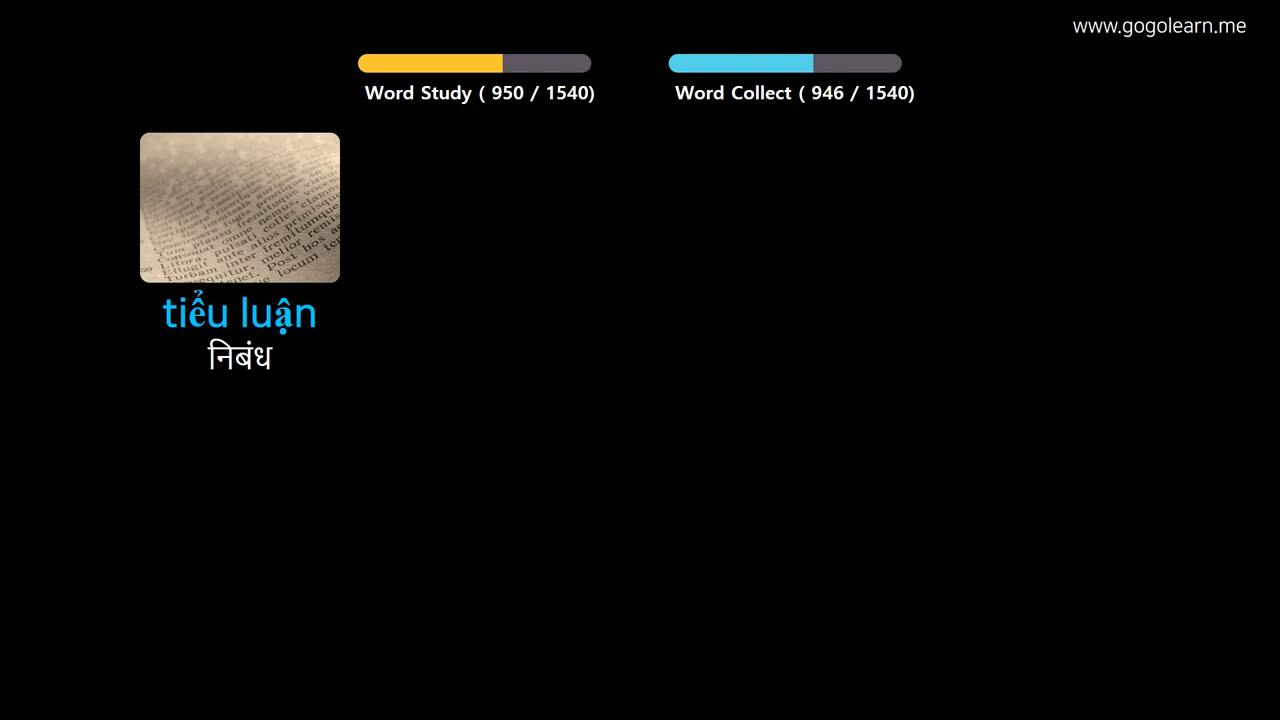 www.gogolearn.me
Word Study ( 950 / 1540)
Word Collect ( 946 / 1540)
tiểu luận
निबंध